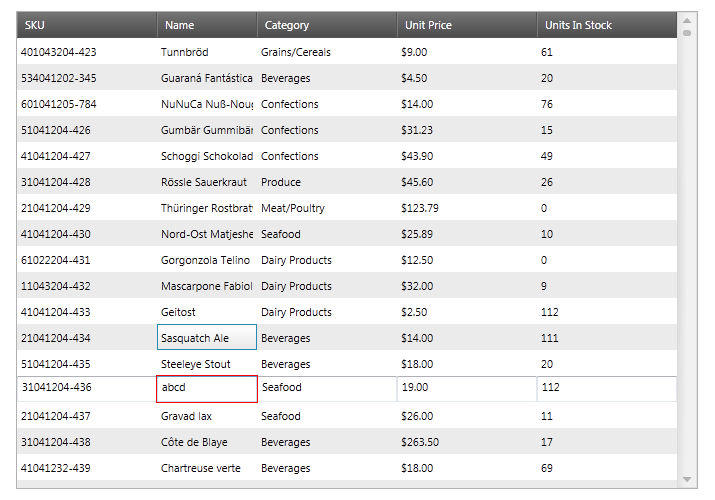 SKU Name Category Unit Price Units In Stock
401043204-423 Tunnbröd Grains/Cereals $9.00 61
534041202-345 Guaraná Fantástica Beverages $4.50 20
601041205-784 NuNuCa Nuß-Noug Confections $14.00 76
51041204-426 Gumbär Gummibär Confections $31.23 15
41041204-427 Schoggi Schokolad Confections $43.90 49
31041204-428 Rössle Sauerkraut Produce $45.60 26
21041204-429 Thüringer Rostbrat Meat/Poultry $123.79 0
41041204-430 Nord-Ost Matjeshe Seafood $25.89 10
61022204-431 Gorgonzola Telino Dairy Products $12.50 0
11043204-432 Mascarpone Fabiol Dairy Products $32.00 9
41041204-433 Geitost Dairy Products $2.50 112
21041204-434 Sasquatch Ale Beverages $14.00 111
51041204-435 Steeleye Stout Beverages $18.00 20
31041204-436 abcd Seafood 19.00 112
21041204-437 Gravad lax Seafood $26.00 11
31041204-438 Côte de Blaye Beverages $263.50 17
41041232-439 Chartreuse verte Beverages $18.00 69